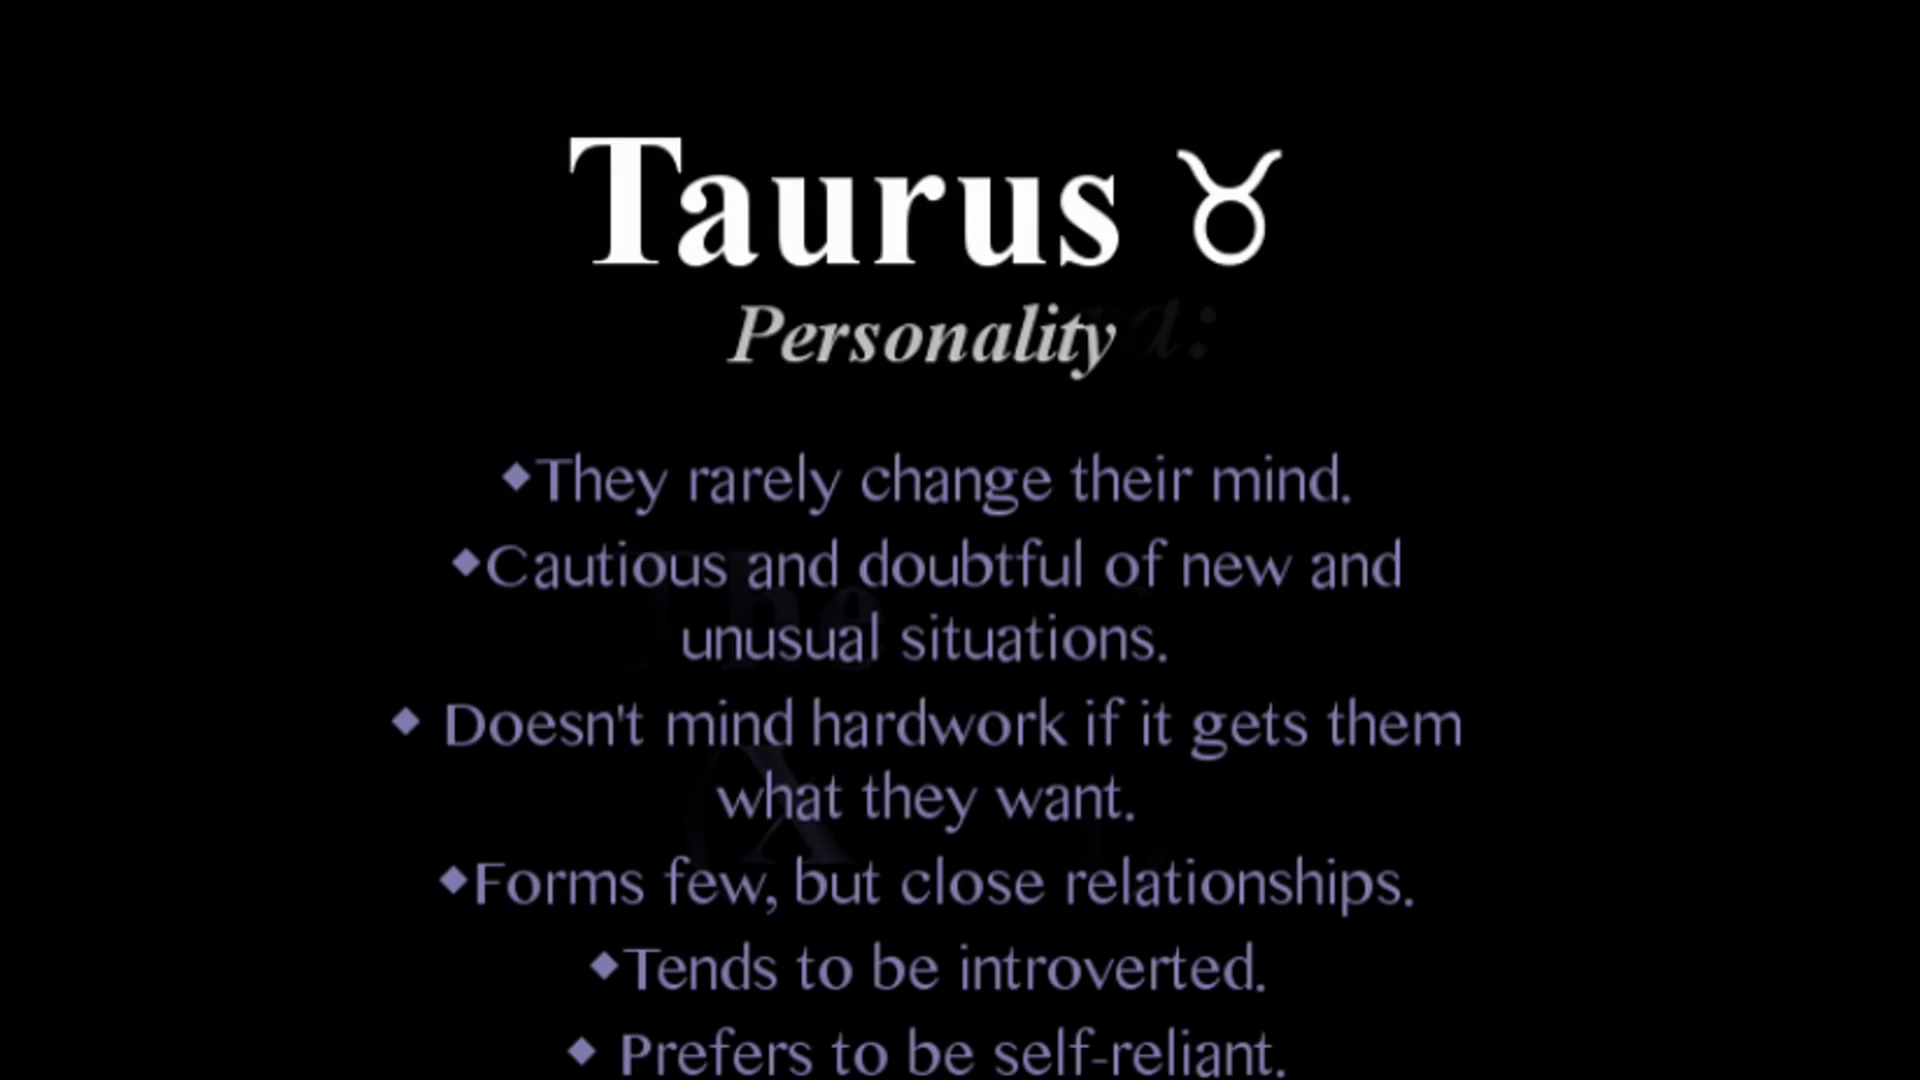 Taurus ♉
Personality
◆They rarely change their mind.
◆Cautious and doubtful of new and
unusual situations.
◆ Doesn't mind hardwork if it gets them
what they want.
◆Forms few, but close relationships.
◆Tends to be introverted.
◆ Prefers to be self-reliant.
The